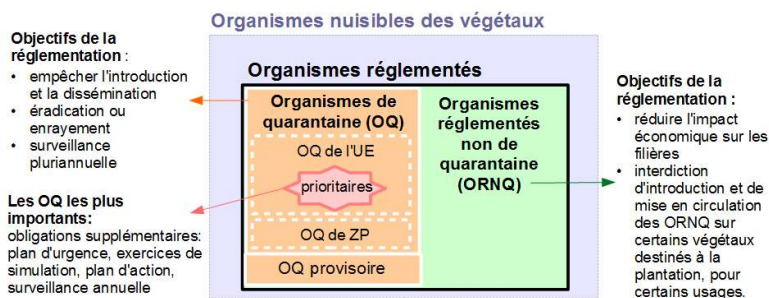 Organismes nuisibles des végétaux
Objectifs de la
réglementation :
• empêcher l'introduction
et la dissémination
• éradication ou
enrayement
• surveillance
pluriannuelle
Les OQ les plus
importants:
obligations supplémentaires:
plan d'urgence, exercices de
simulation, plan d'action,
surveillance annuelle
Organismes réglementés
Organismes de
quarantaine (OQ)
OQ de l'UE
prioritaires
OQ de ZP
OQ provisoire
Organismes
réglementés
non de
quarantaine
(ORNQ)
Objectifs de la
réglementation :
• réduire l'impact
économique sur les
filières
• interdiction
d'introduction et de
mise en circulation
des ORNQ sur
certains végétaux
destinés à la
plantation, pour
certains usages.